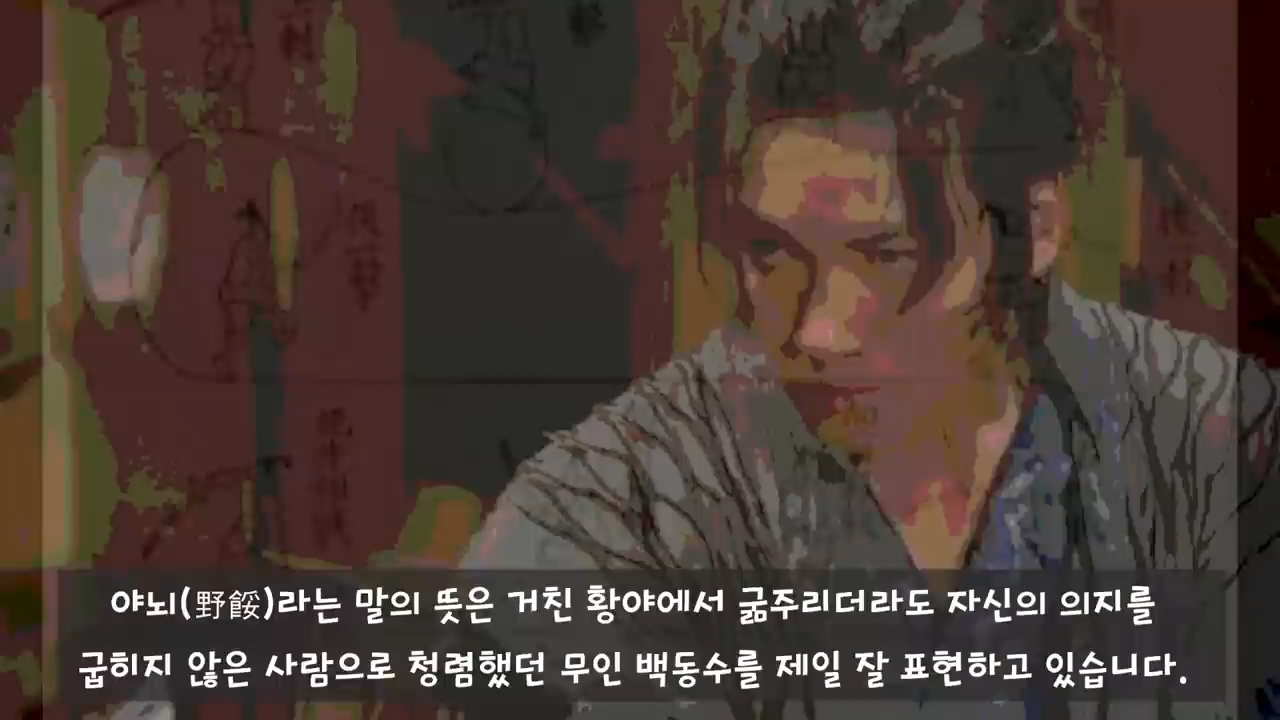 야뇌(野餒)라는 말의 뜻은 거친 황야에서 굶주리더라도 자신의 의지를
굽히지 않은 사람으로 청렴했던 무인 백동수를 제일 잘 표현하고 있습니다.